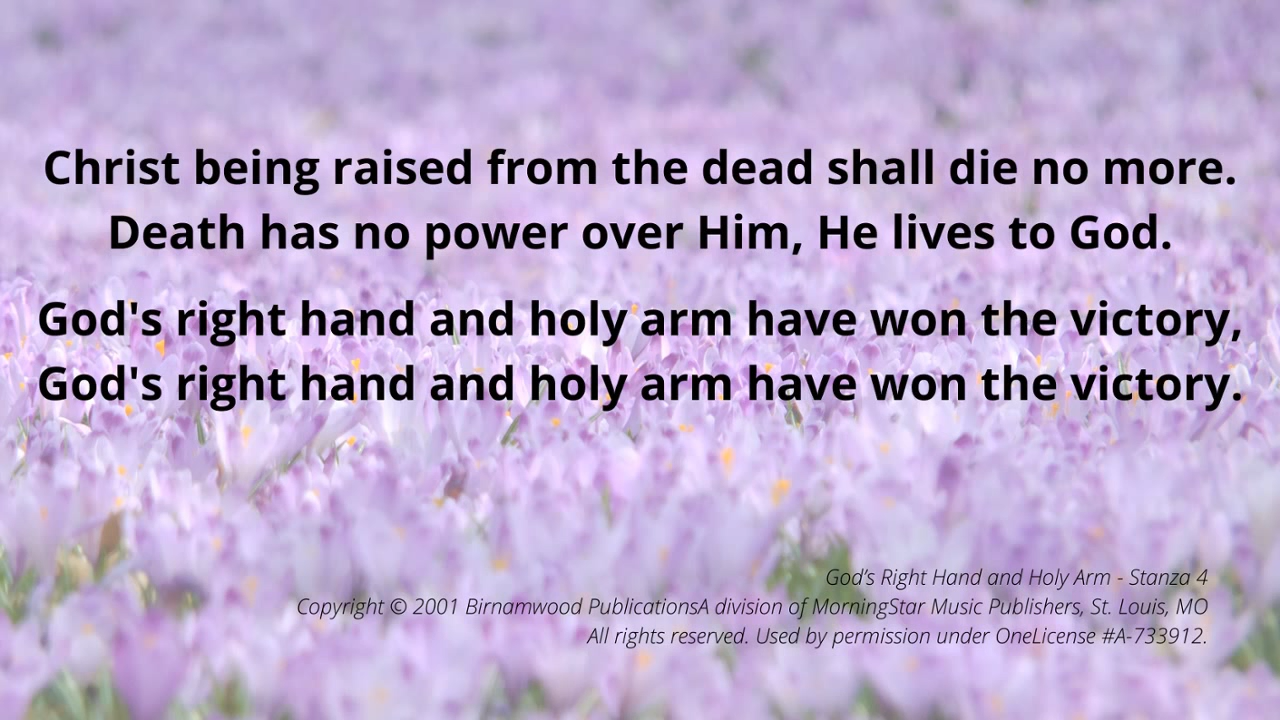 Christ being raised from the dead shall die no more.
Death has no power over Him, He lives to God.
God's right hand and holy arm have won the victory,
God's right hand and holy arm have won the victory.
God’s Right Hand and Holy Arm - Stanza 4
Copyright © 2001 Birnamwood PublicationsA division of MorningStar Music Publishers, St. Louis, MO
All rights reserved. Used by permission under OneLicense #A-733912.